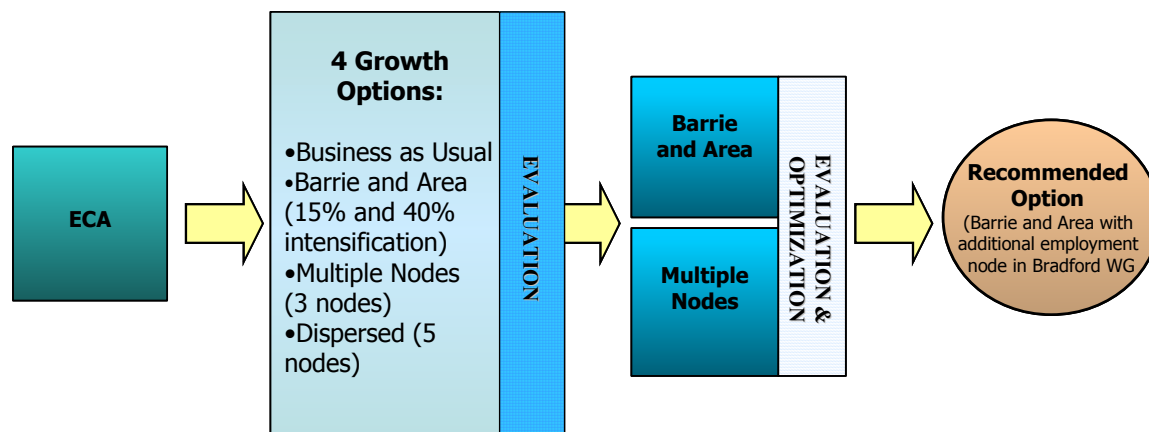 ECA
4 Growth
Options:
•Business as Usual
•Barrie and Area
(15% and 40%
intensification)
•Multiple Nodes
(3 nodes)
•Dispersed (5
nodes)
EVALUATION
Barrie
and Area
Multiple
Nodes
EVALUATION &
OPTIMIZATION
Recommended
Option
(Barrie and Area with
additional employment
node in Bradford WG